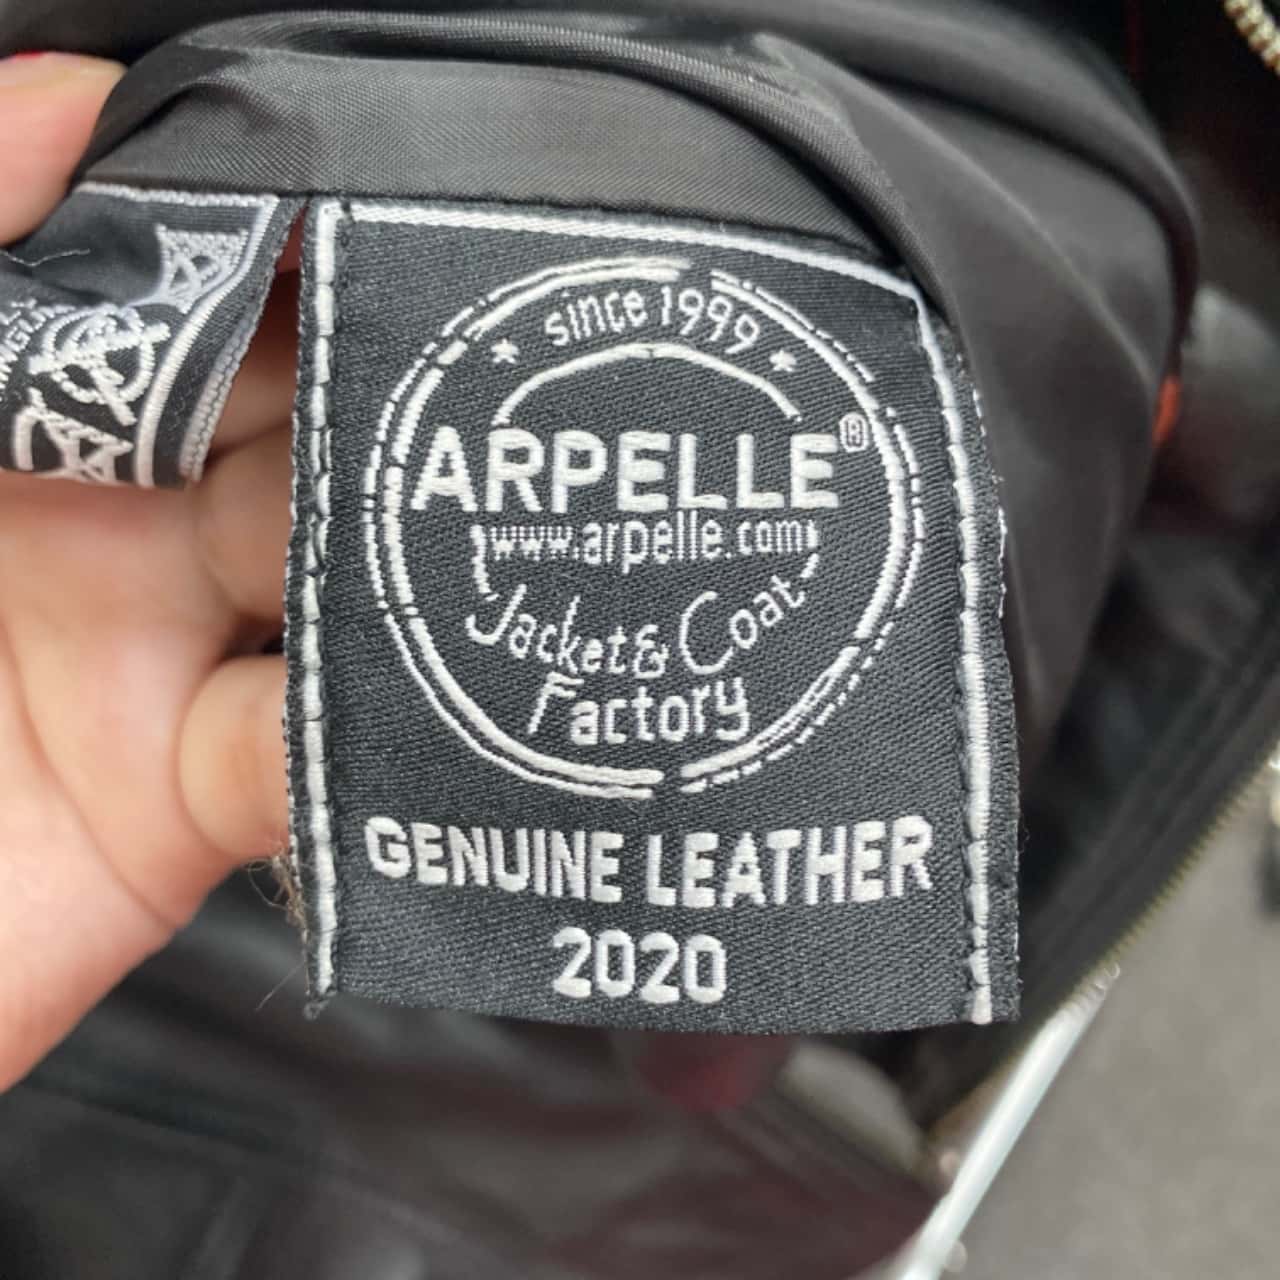 since 1999
ARPELLE®
www.arpelle.com
Jacket & Coat
Factory
GENUINE LEATHER
2020